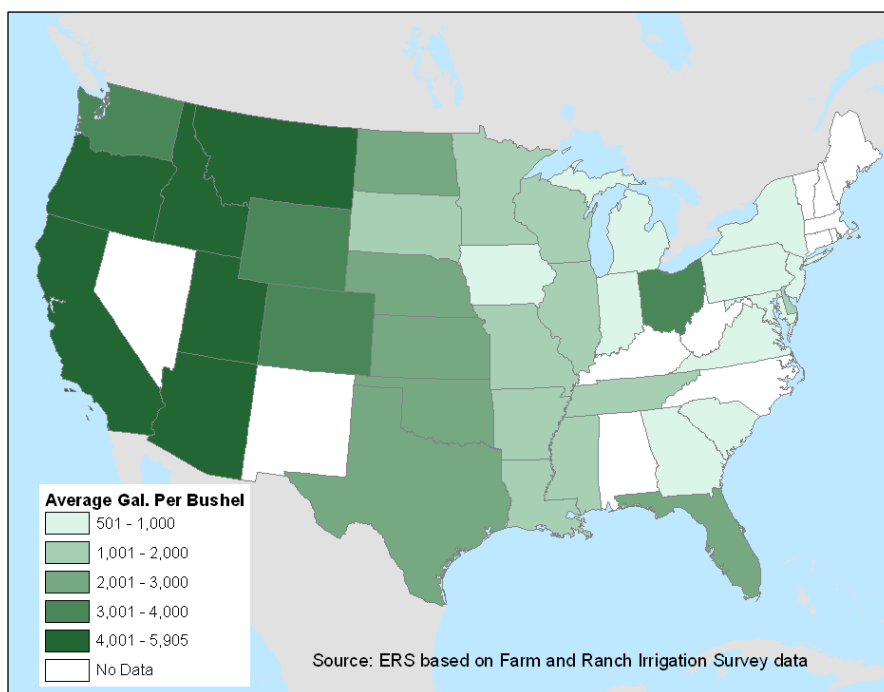 Average Gal. Per Bushel
501 - 1,000
1,001 - 2,000
2,001 - 3,000
3,001 - 4,000
4,001 - 5,905
No Data
Source: ERS based on Farm and Ranch Irrigation Survey data